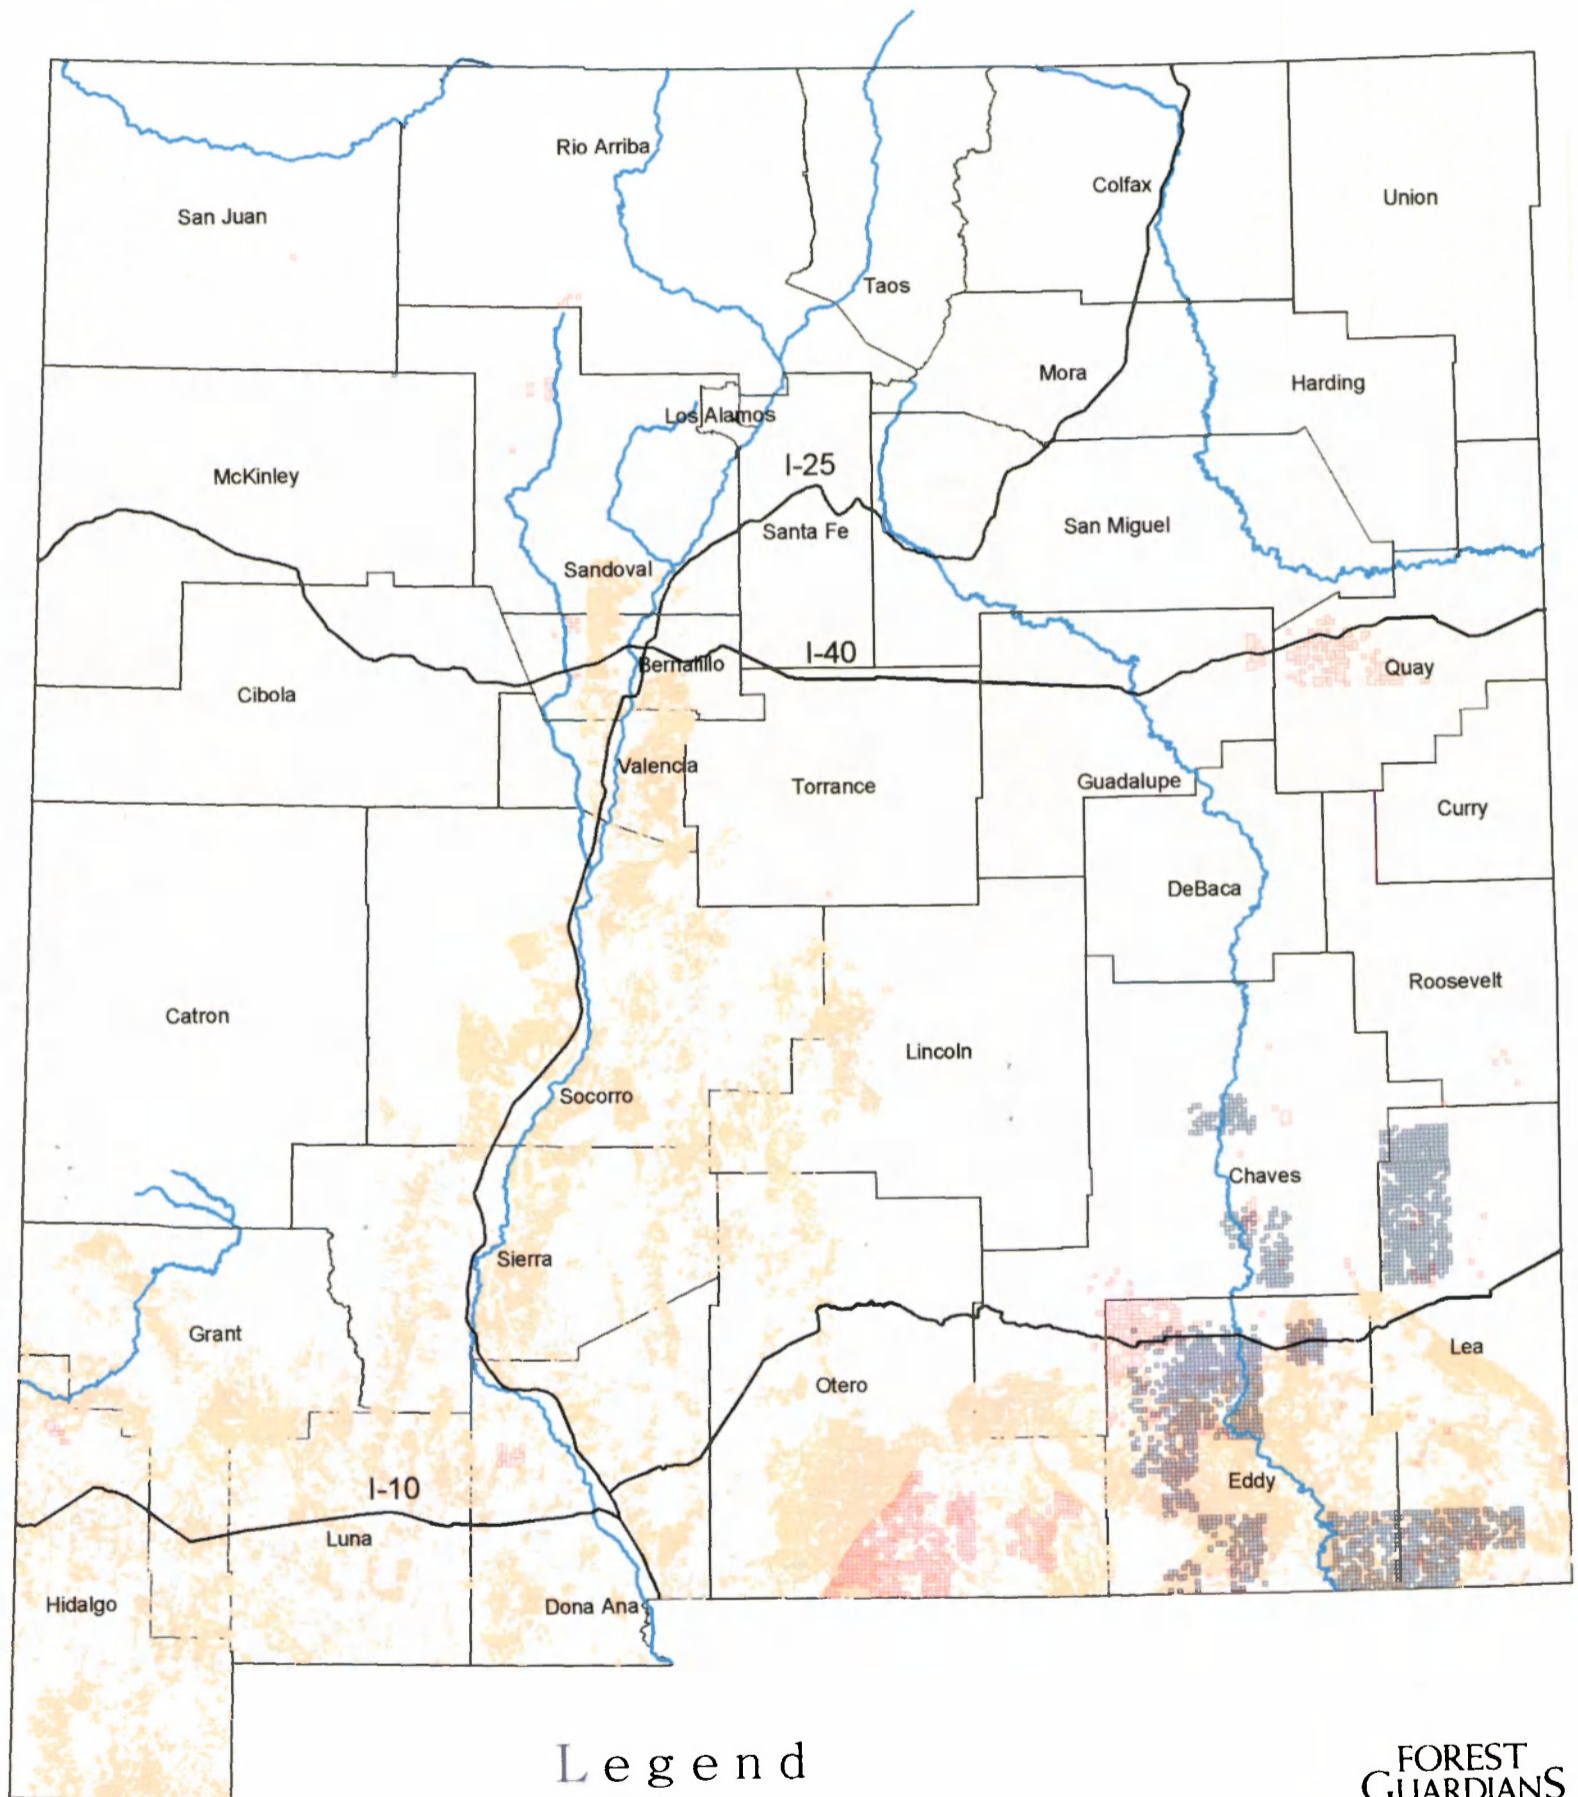 Rio Arriba
Colfax
Union
San Juan
Taos
Mora
Harding
Los Alamos
I-25
McKinley
Santa Fe
San Miguel
Sandoval
I-40
Bernalillo
Quay
Cibola
Valencia
Torrance
Guadalupe
Curry
DeBaca
Roosevelt
Catron
Lincoln
Socorro
Chaves
Sierra
Grant
Lea
Otero
Eddy
I-10
Luna
Hidalgo
Dona Ana
Legend
FOREST
GUARDIANS